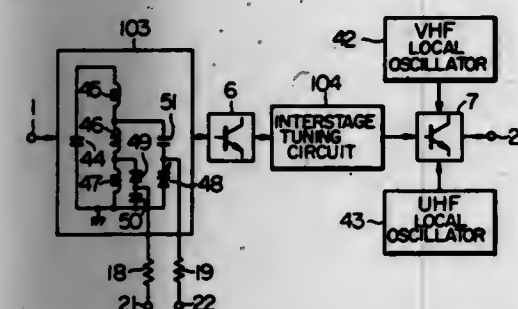 103
42
VHF
LOCAL
OSCILLATOR
1
45
51
6
104
7
46
49
INTERSTAGE
TUNING
CIRCUIT
2
44
47
48
50
43
UHF
LOCAL
OSCILLATOR
18
19
21
22